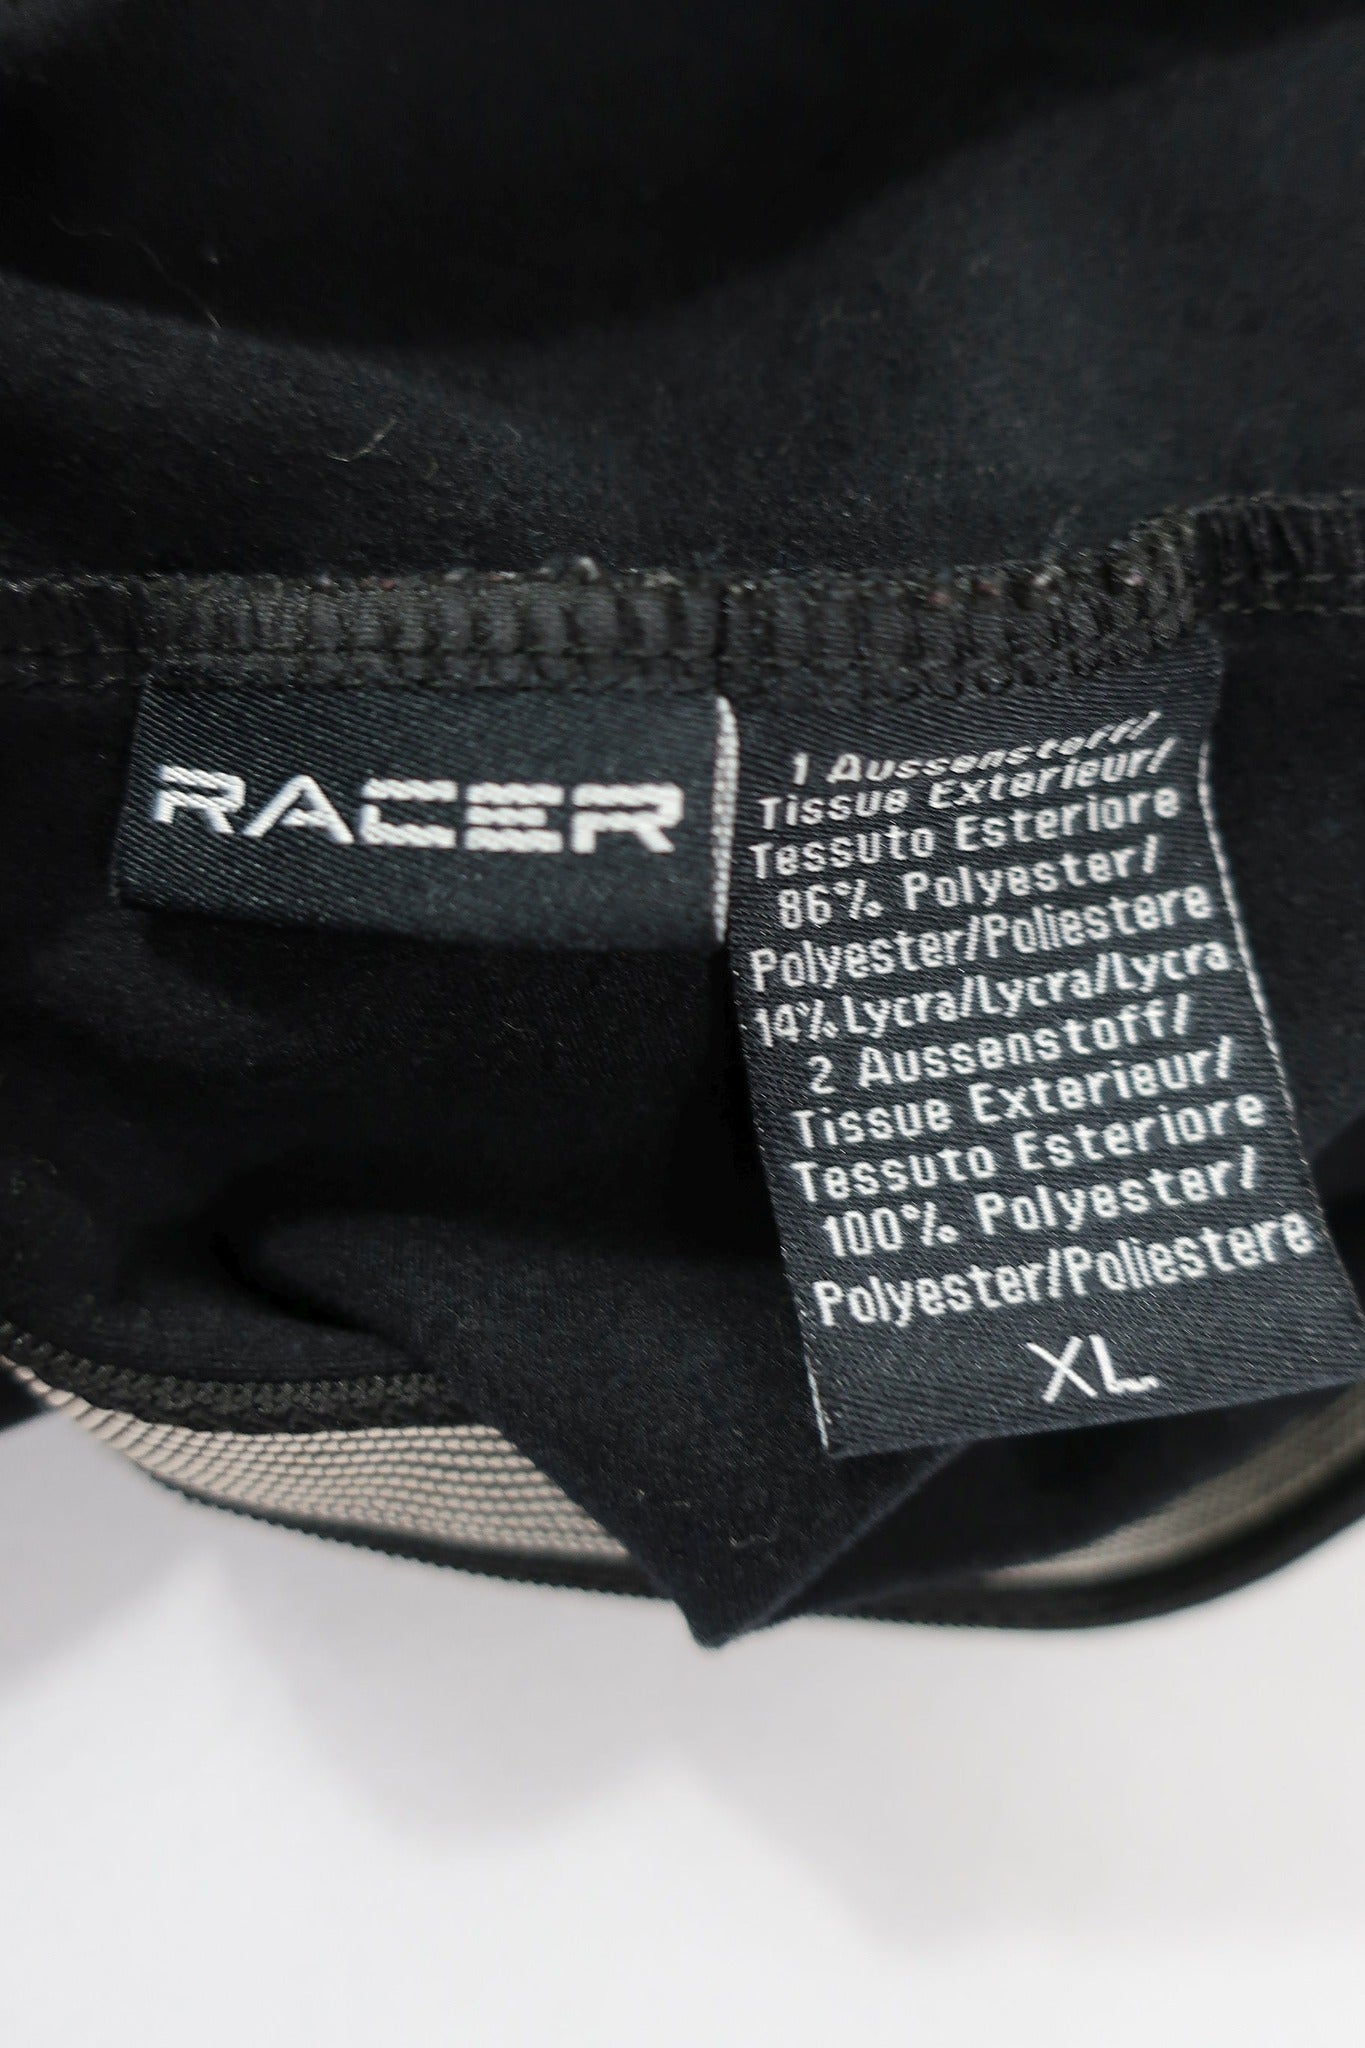 RACER
1 Aussenstoff/
Tissue Exterieur/
Tessuto Esteriore
86% Polyester/
Polyester/Poliestere
14% Lycra/Lycra/Lycra
2 Aussenstoff/
Tissue Exterieur/
Tessuto Esteriore
100% Polyester/
Polyester/Poliestere
XL